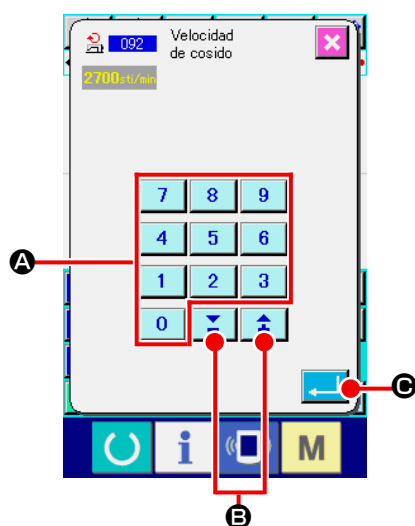 092
Velocidad
de cosido
2700sti/min
7 8 9
4 5 6
A
1 2 3
0
C
i M
B